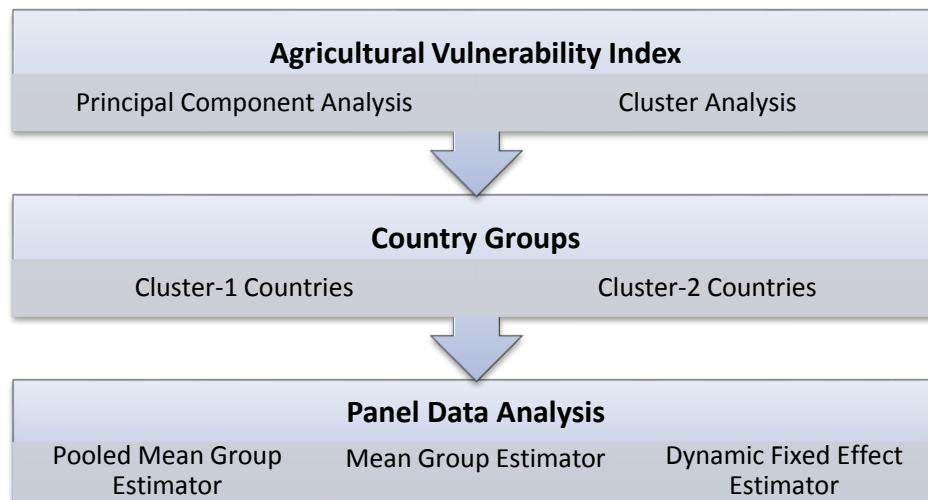 Agricultural Vulnerability Index
Principal Component Analysis
Cluster Analysis
Country Groups
Cluster-1 Countries
Cluster-2 Countries
Panel Data Analysis
Pooled Mean Group
Estimator
Mean Group Estimator
Dynamic Fixed Effect
Estimator